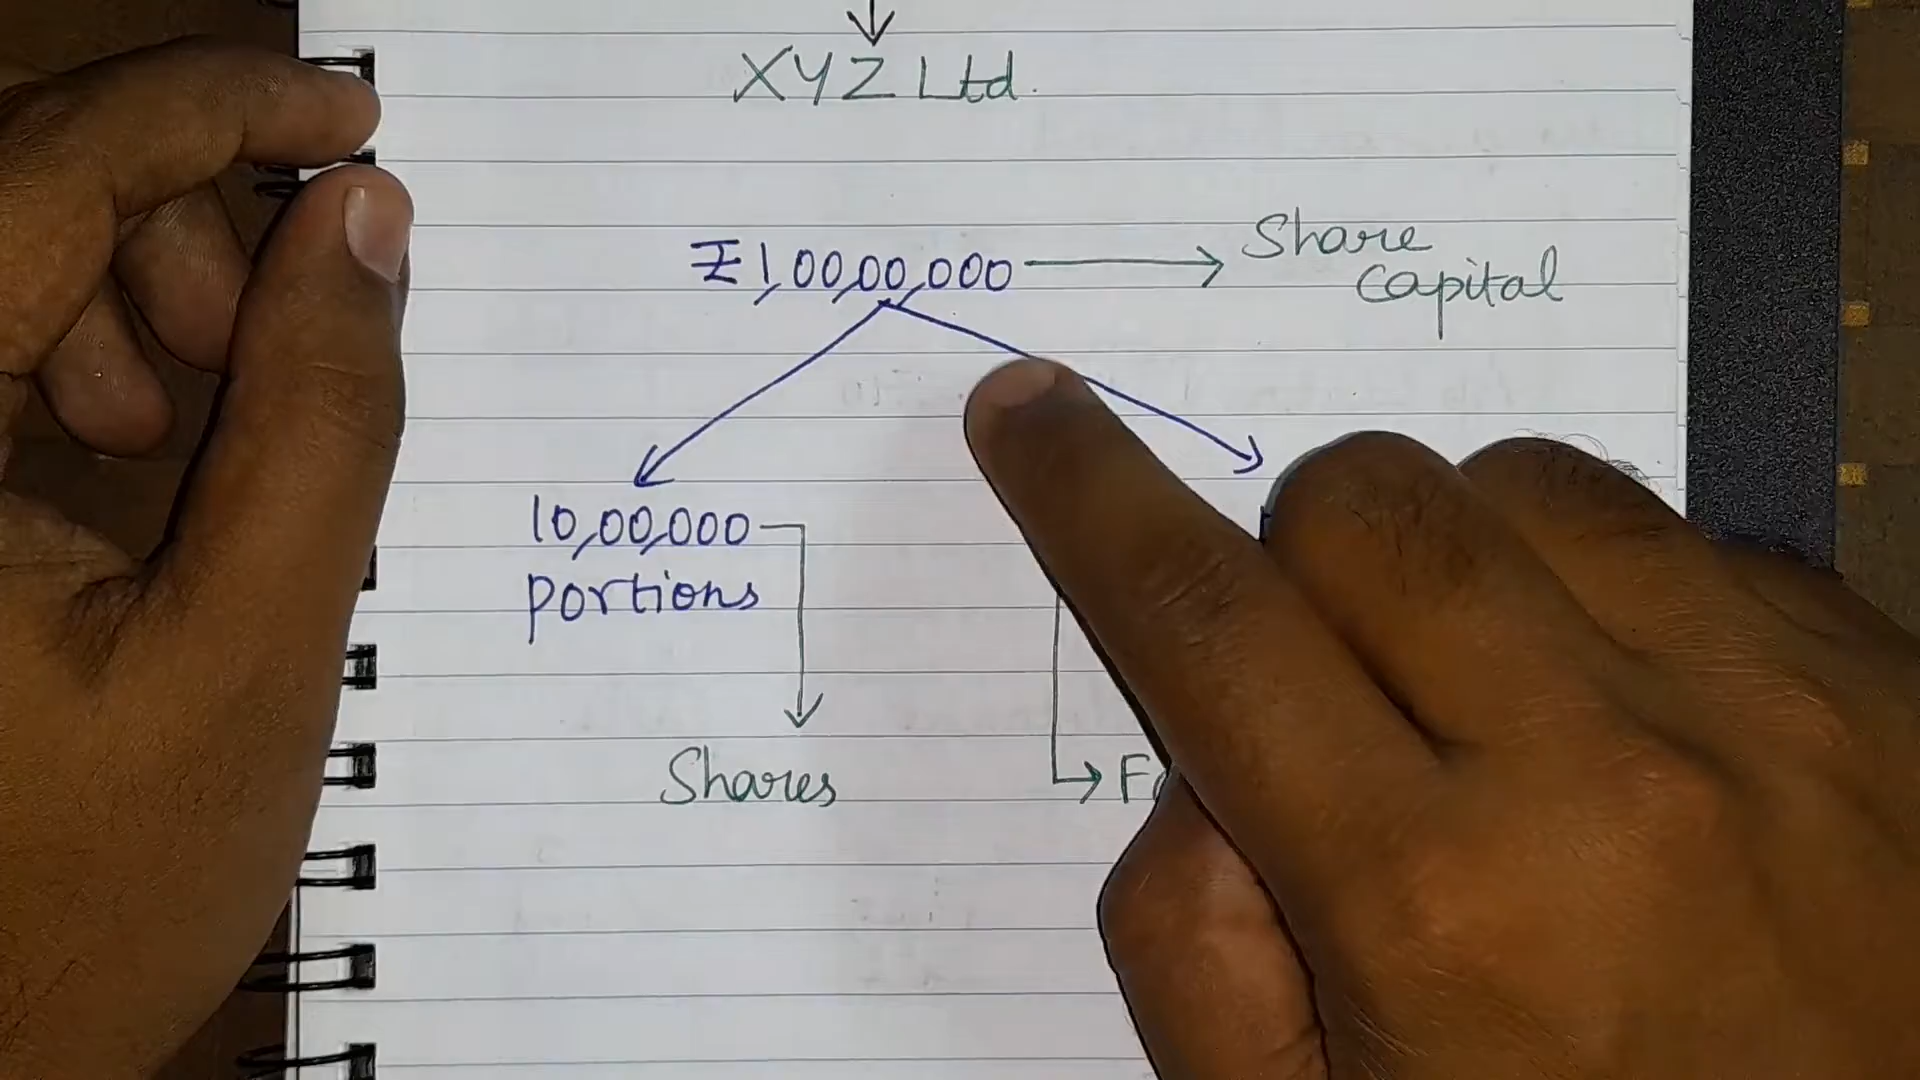 XYZ Ltd.
₹1,00,00,000
Share
capital
10,00,000
portions
Shares